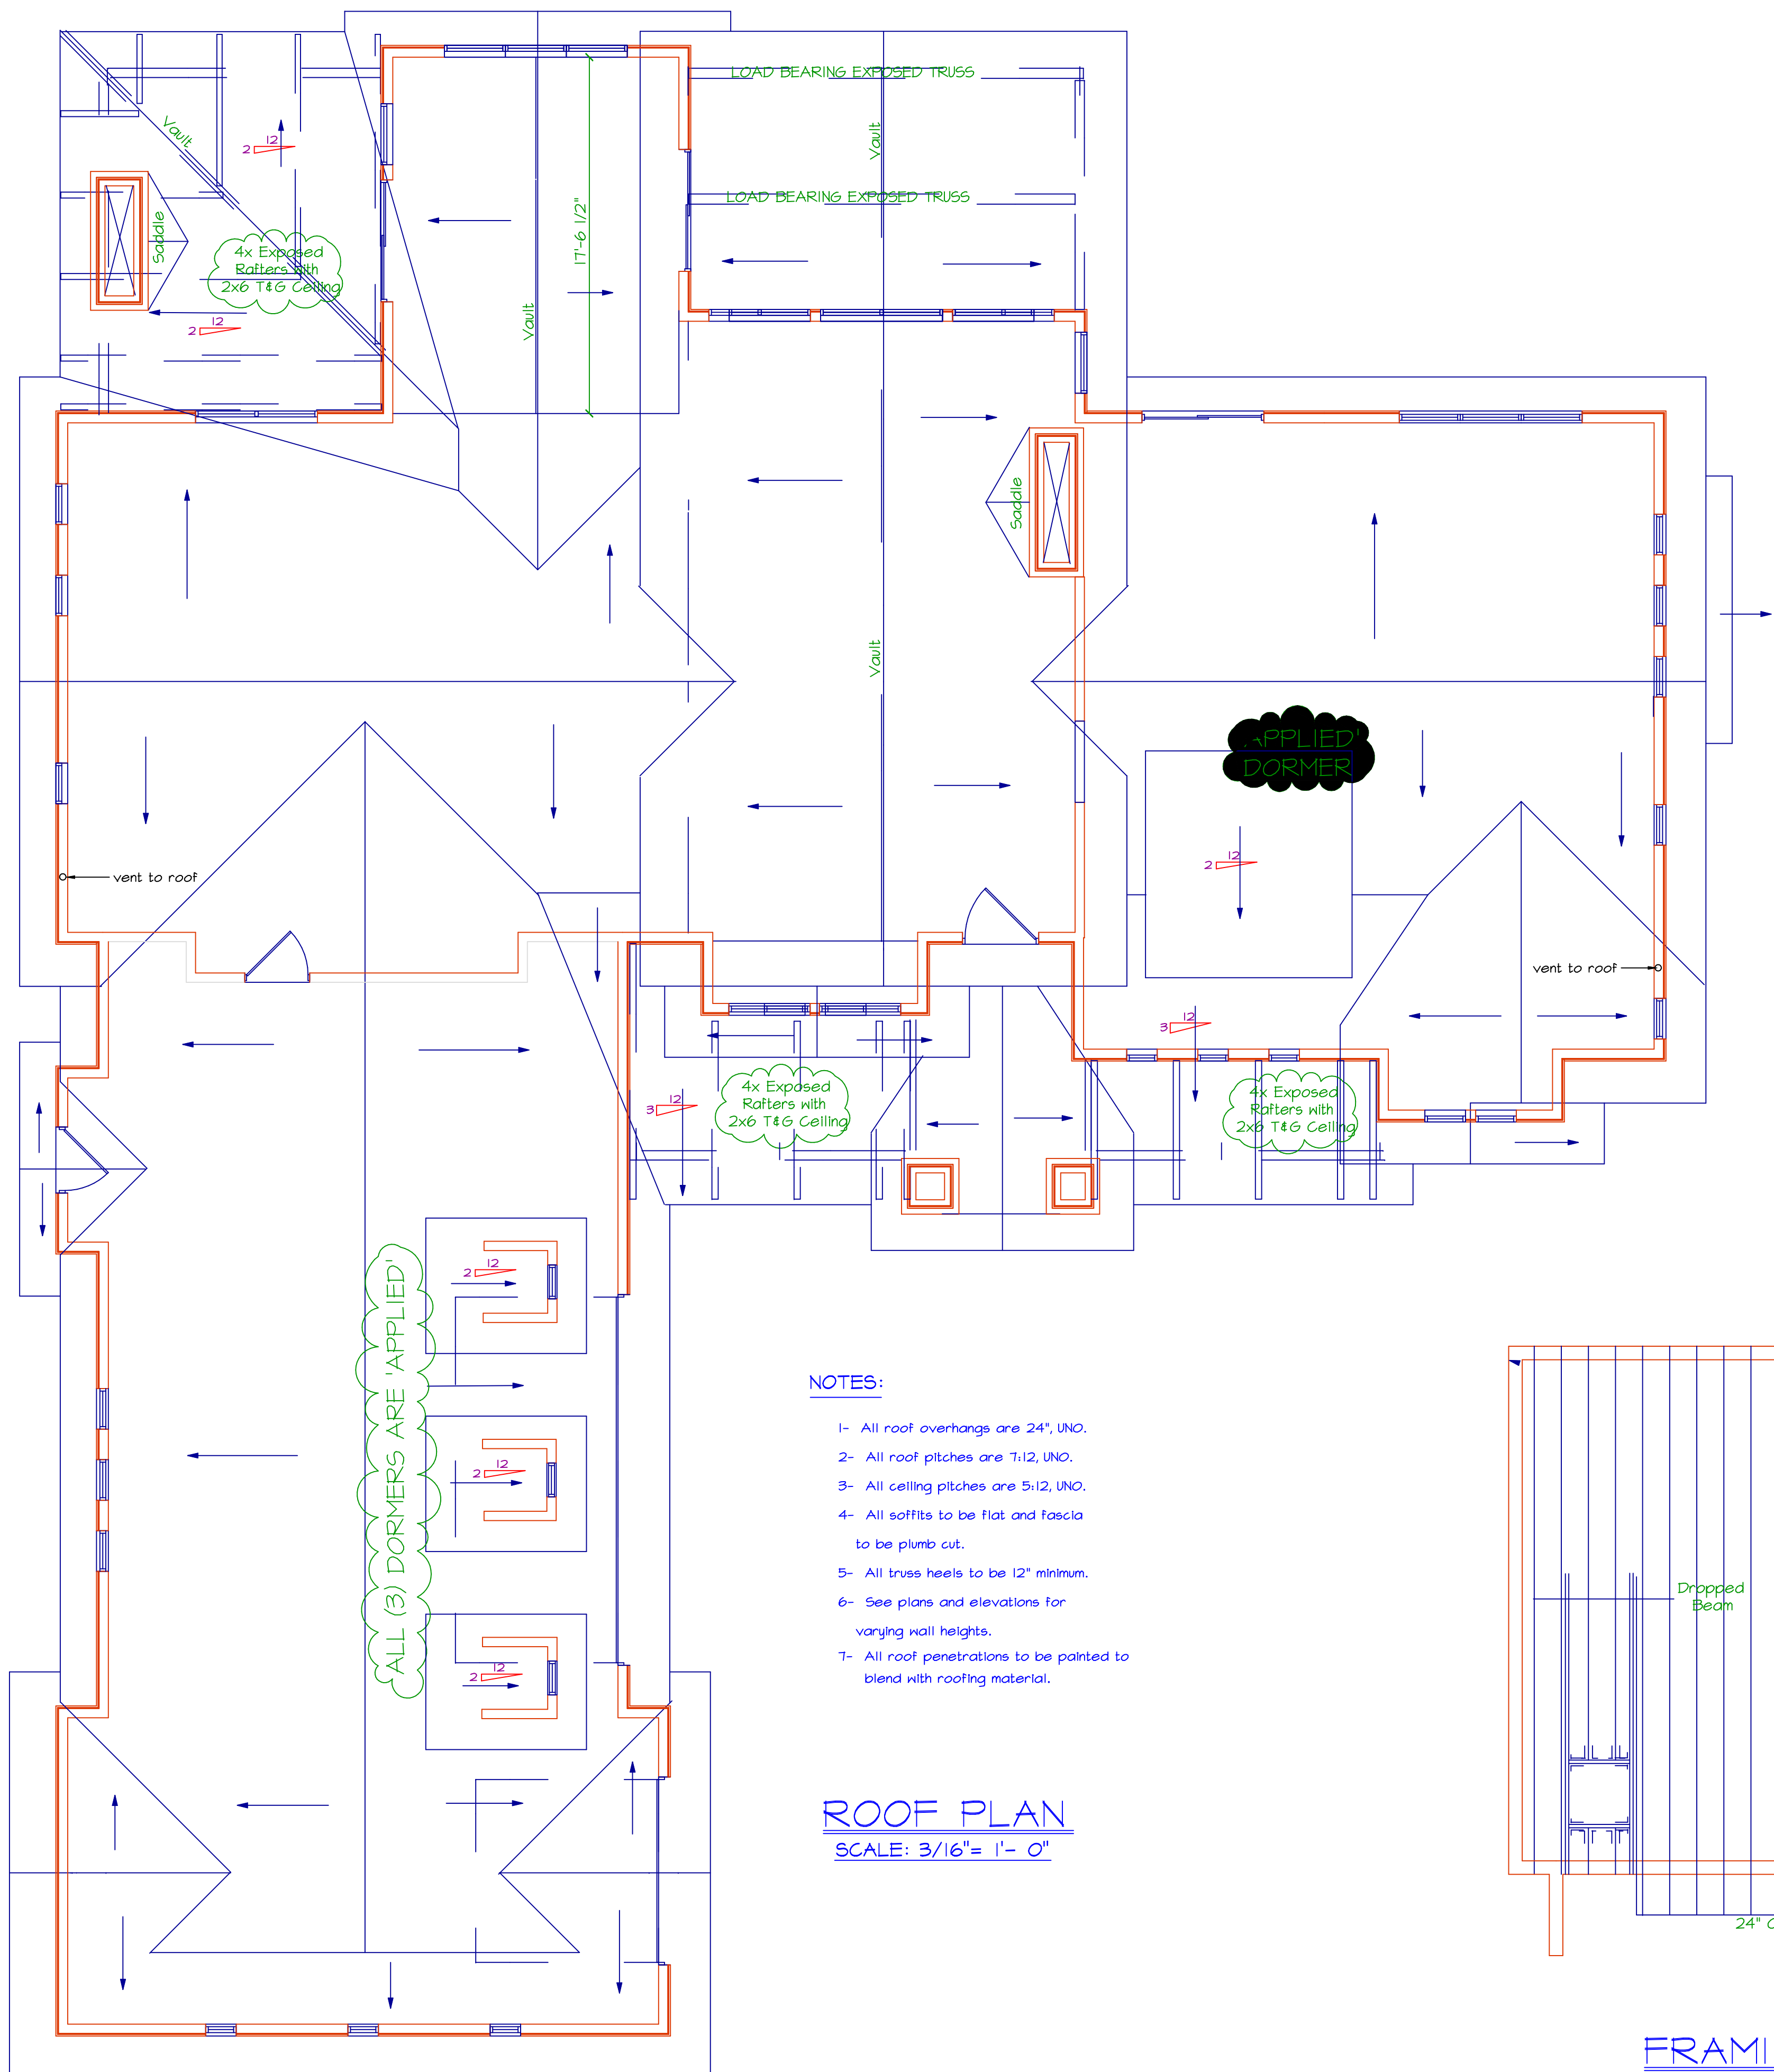 LOAD BEARING EXPOSED TRUSS
Vault
Vault
12
2
LOAD BEARING EXPOSED TRUSS
Saddle
17'-6 1/2"
4x Exposed
Rafters with
2x6 T&G Ceiling
12
2
Vault
Saddle
Vault
'APPLIED'
DORMER
12
2
vent to roof
vent to roof
12
3
4x Exposed
Rafters with
2x6 T&G Ceiling
12
3
4x Exposed
Rafters with
2x6 T&G Ceiling
12
2
ALL (3) DORMERS ARE 'APPLIED'
12
2
12
2
NOTES:
1- All roof overhangs are 24", UNO.
2- All roof pitches are 7:12, UNO.
3- All ceiling pitches are 5:12, UNO.
4- All soffits to be flat and fascia
to be plumb cut.
5- All truss heels to be 12" minimum.
6- See plans and elevations for
varying wall heights.
7- All roof penetrations to be painted to
blend with roofing material.
Dropped
Beam
ROOF PLAN
SCALE: 3/16"= 1'- 0"
24"
FRAMI